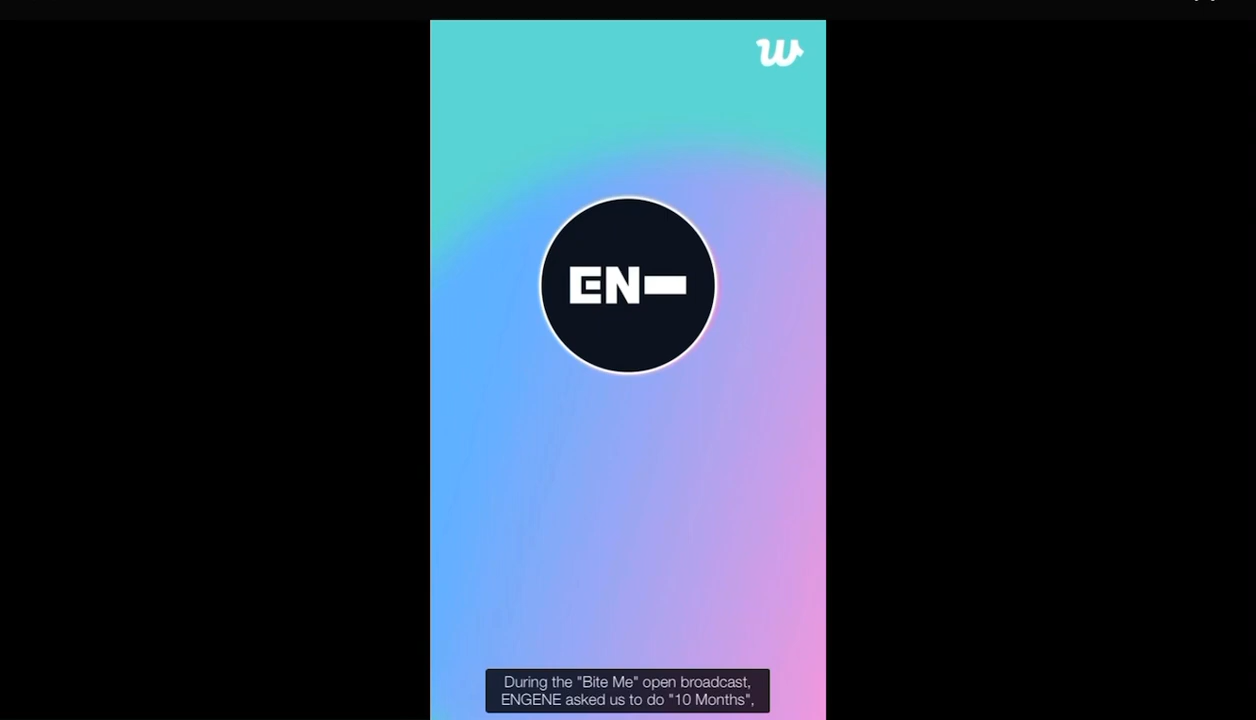 w
EN-
During the "Bite Me" open broadcast,
ENGENE asked us to do "10 Months",